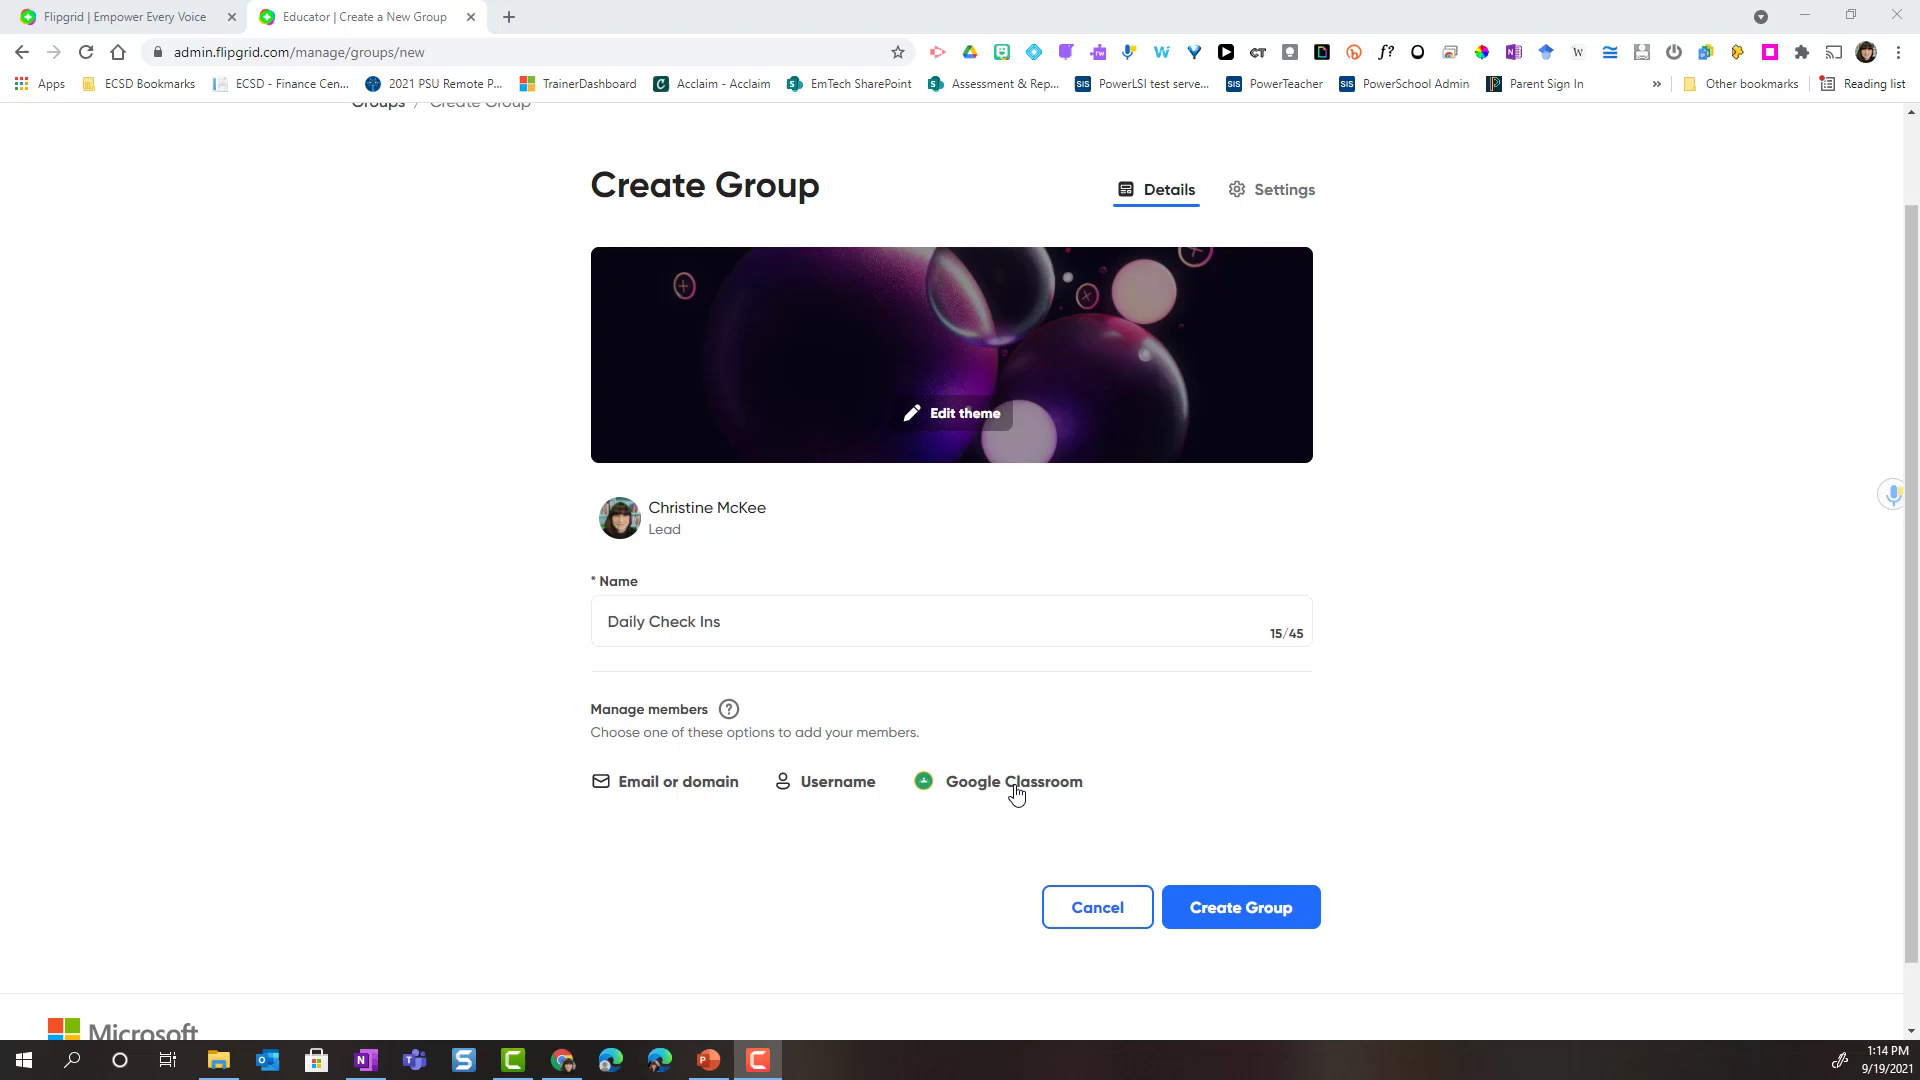 Flipgrid | Empower Every Voice
Educator | Create a New Group
admin.flipgrid.com/manage/groups/new
Apps
ECSD Bookmarks
ECSD - Finance Cen...
2021 PSU Remote P...
TrainerDashboard
Acclaim - Acclaim
EmTech SharePoint
Assessment & Rep...
PowerLSI test serve...
PowerTeacher
PowerSchool Admin
Parent Sign In
»
Other bookmarks
Reading list
Groups / Create Group
Create Group
Details
Settings
Edit theme
Christine McKee
Lead
* Name
Daily Check Ins
15/45
Manage members ?
Choose one of these options to add your members.
Email or domain
Username
Google Classroom
Cancel
Create Group
Microsoft
1:14 PM
9/19/2021